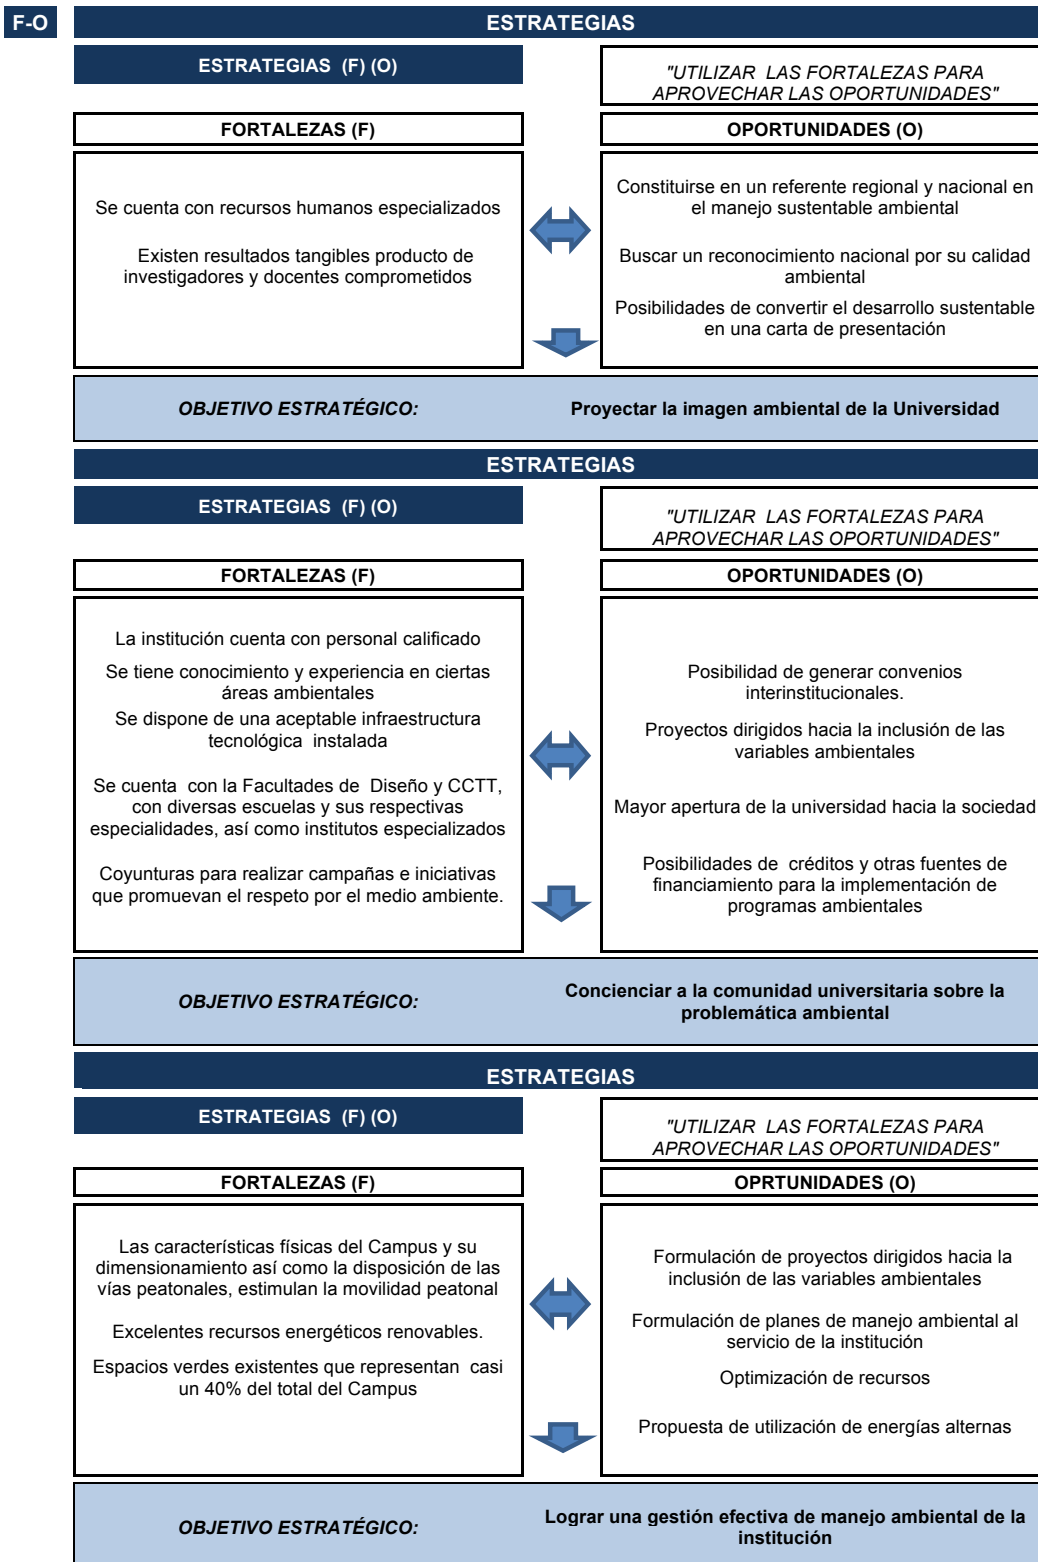 F-O
ESTRATEGIAS
ESTRATEGIAS (F) (O)
"UTILIZAR LAS FORTALEZAS PARA
APROVECHAR LAS OPORTUNIDADES"
FORTALEZAS (F)
OPORTUNIDADES (O)
Se cuenta con recursos humanos especializados
Existen resultados tangibles producto de
investigadores y docentes comprometidos
Constituirse en un referente regional y nacional en
el manejo sustentable ambiental
Buscar un reconocimiento nacional por su calidad
ambiental
Posibilidades de convertir el desarrollo sustentable
en una carta de presentación
OBJETIVO ESTRATÉGICO:
Proyectar la imagen ambiental de la Universidad
ESTRATEGIAS
ESTRATEGIAS (F) (O)
"UTILIZAR LAS FORTALEZAS PARA
APROVECHAR LAS OPORTUNIDADES"
FORTALEZAS (F)
OPORTUNIDADES (O)
La institución cuenta con personal calificado
Se tiene conocimiento y experiencia en ciertas
áreas ambientales
Se dispone de una aceptable infraestructura
tecnológica instalada
Se cuenta con la Facultades de Diseño y CCTT,
con diversas escuelas y sus respectivas
especialidades, así como institutos especializados
Coyunturas para realizar campañas e iniciativas
que promuevan el respeto por el medio ambiente.
Posibilidad de generar convenios
interinstitucionales.
Proyectos dirigidos hacia la inclusión de las
variables ambientales
Mayor apertura de la universidad hacia la sociedad
Posibilidades de créditos y otras fuentes de
financiamiento para la implementación de
programas ambientales
OBJETIVO ESTRATÉGICO:
Concienciar a la comunidad universitaria sobre la
problemática ambiental
ESTRATEGIAS
ESTRATEGIAS (F) (O)
"UTILIZAR LAS FORTALEZAS PARA
APROVECHAR LAS OPORTUNIDADES"
FORTALEZAS (F)
OPRTUNIDADES (O)
Las características físicas del Campus y su
dimensionamiento así como la disposición de las
vías peatonales, estimulan la movilidad peatonal
Excelentes recursos energéticos renovables.
Espacios verdes existentes que representan casi
un 40% del total del Campus
Formulación de proyectos dirigidos hacia la
inclusión de las variables ambientales
Formulación de planes de manejo ambiental al
servicio de la institución
Optimización de recursos
Propuesta de utilización de energías alternas
OBJETIVO ESTRATÉGICO:
Lograr una gestión efectiva de manejo ambiental de la
institución